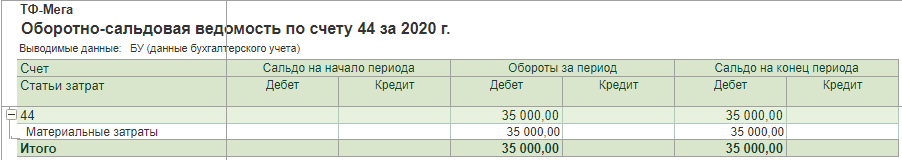 ТФ-Мега
Оборотно-сальдовая ведомость по счету 44 за 2020 г.
Выводимые данные: БУ (данные бухгалтерского учета)
Счет Сальдо на начало периода Обороты за период Сальдо на конец периода
Статьи затрат Дебет Кредит Дебет Кредит Дебет Кредит
44 35 000,00 35 000,00
Материальные затраты 35 000,00 35 000,00
Итого 35 000,00 35 000,00